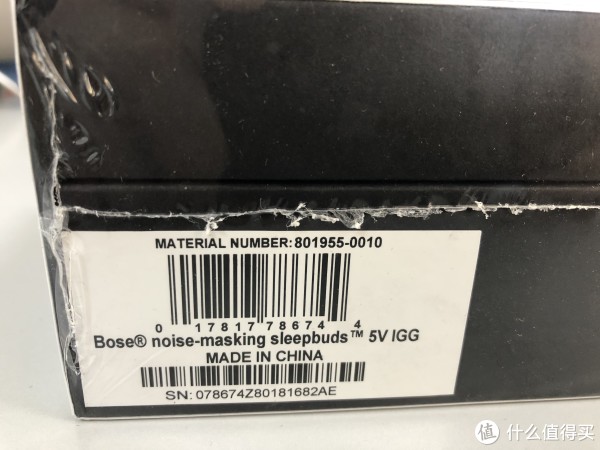 MATERIAL NUMBER: 801955-0010
0 17817 78674 4
Bose® noise-masking sleepbuds™ 5V IGG
MADE IN CHINA
SN: 078674Z80181682AE
值 什么值得买